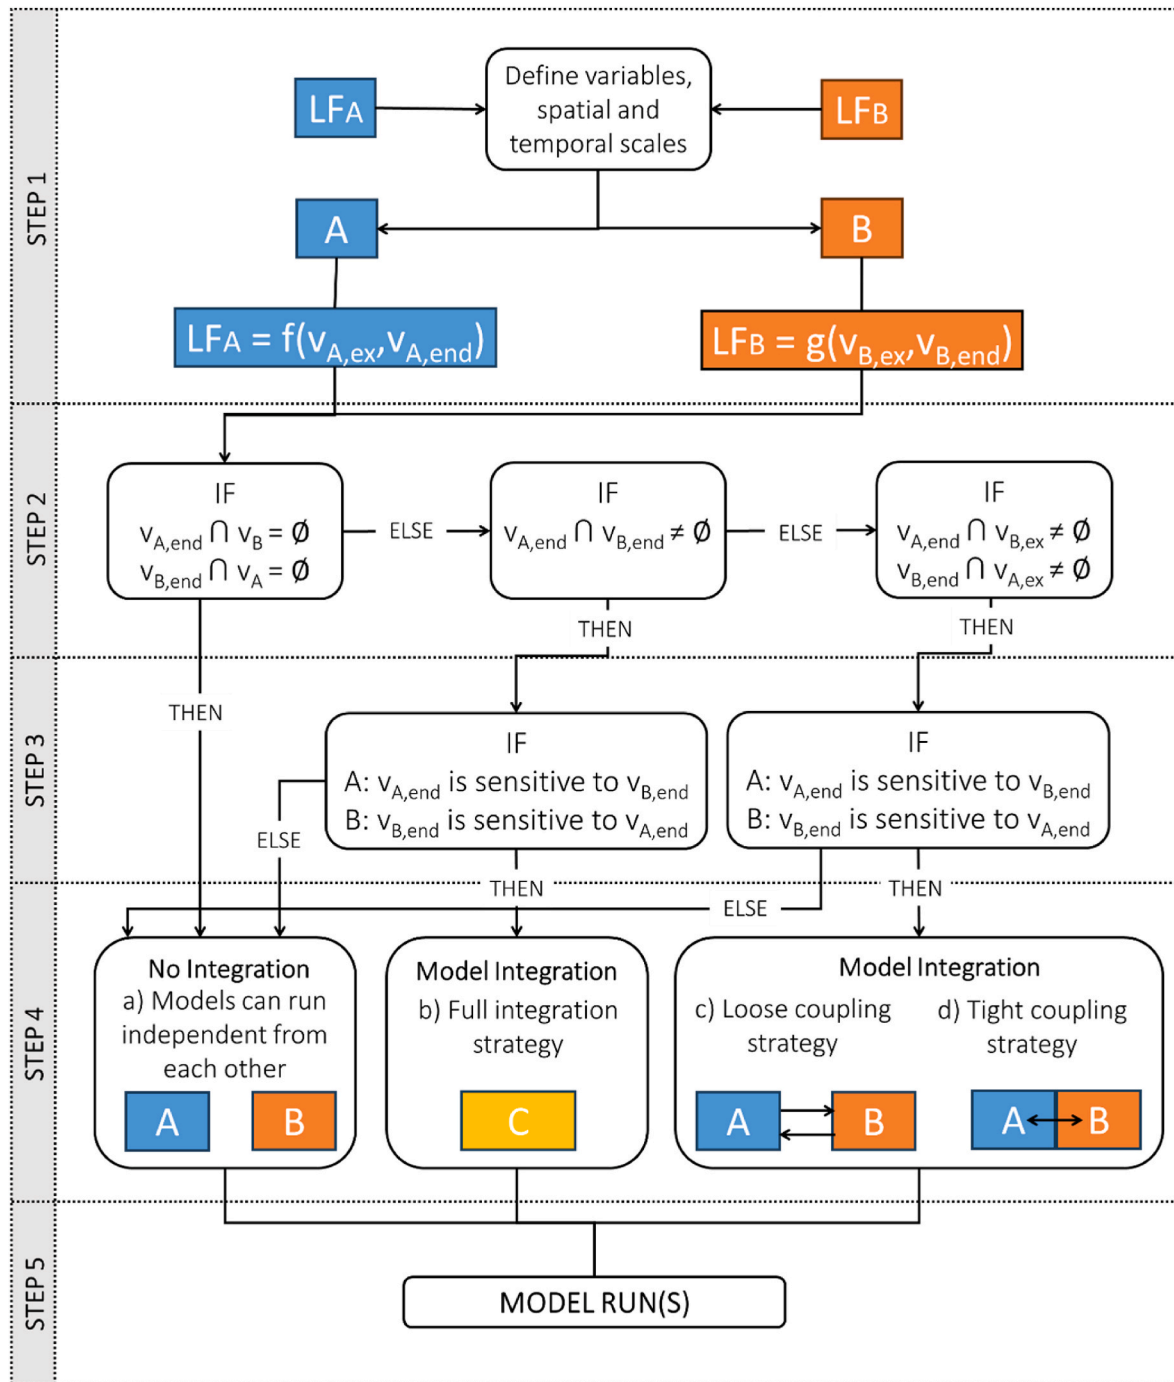 STEP 1
LFA
Define variables,
spatial and
temporal scales
LFB
A
B
LFA = f(vA,ex,vA,end)
LFB = g(vB,ex,vB,end)
STEP 2
IF
vA,end ∩ vB = Ø
vB,end ∩ vA = Ø
ELSE
IF
vA,end ∩ vB,end ≠ Ø
ELSE
IF
vA,end ∩ vB,ex ≠ Ø
vB,end ∩ vA,ex ≠ Ø
THEN
THEN
THEN
STEP 3
IF
A: vA,end is sensitive to vB,end
B: vB,end is sensitive to vA,end
IF
A: vA,end is sensitive to vB,end
B: vB,end is sensitive to vA,end
ELSE
THEN
THEN
ELSE
STEP 4
No Integration
a) Models can run
independent from
each other
A
B
Model Integration
b) Full integration
strategy
C
Model Integration
c) Loose coupling
strategy
A
B
d) Tight coupling
strategy
A
B
STEP 5
MODEL RUN(S)